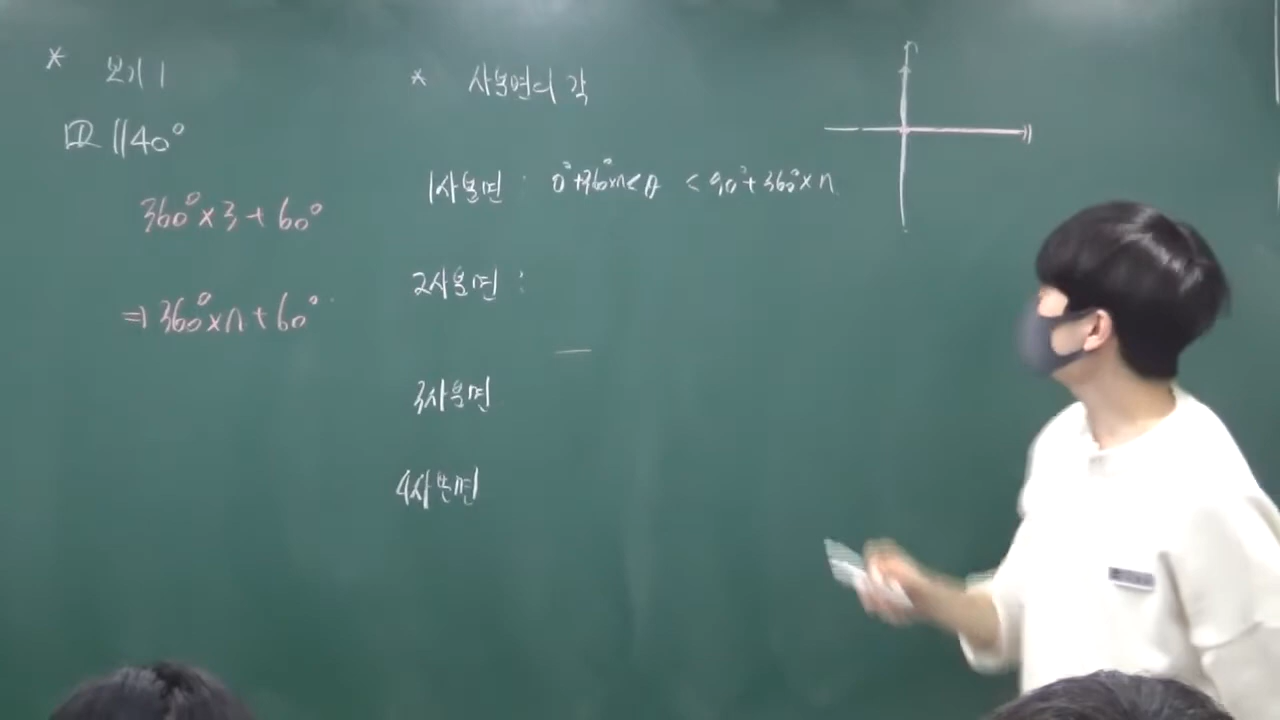 * 보기 1
(1) 1140°
360° × 3 + 60°
⇒ 360° × n + 60°
* 사분면의 각
1사분면 : 0° + 360° × n < θ < 90° + 360° × n
2사분면 :
3사분면
4사분면